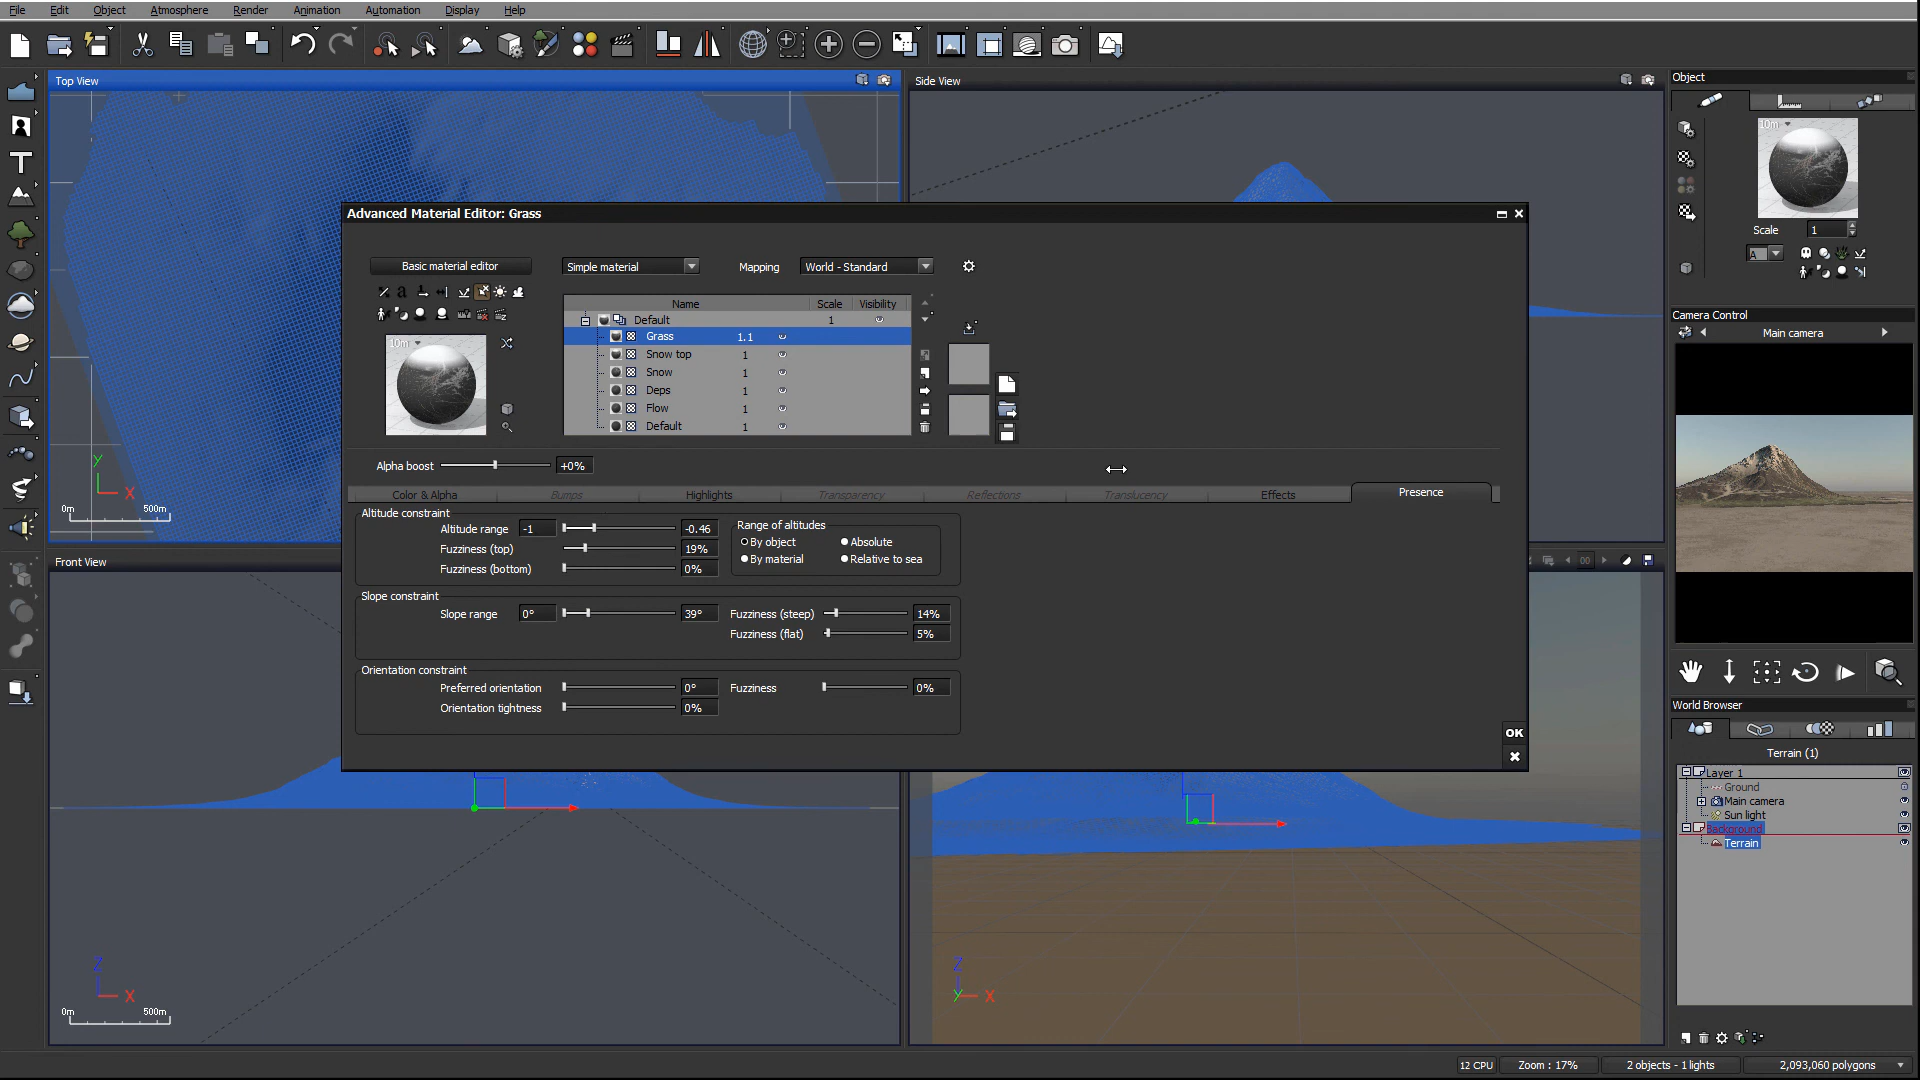 File Edit Object Atmosphere Render Animation Automation Display Help
Top View
Side View
Object
10m
Scale 1
A
Advanced Material Editor: Grass
Basic material editor
Simple material
Mapping
World - Standard
10m
Name Scale Visibility
Default 1
Grass 1.1
Snow top 1
Snow 1
Deps 1
Flow 1
Default 1
Alpha boost +0%
Color & Alpha Bumps Highlights Transparency Reflections Translucency Effects Presence
Altitude constraint
Altitude range -1 -0.46
Fuzziness (top) 19%
Fuzziness (bottom) 0%
Range of altitudes
By object Absolute
By material Relative to sea
Slope constraint
Slope range 0° 39° Fuzziness (steep) 14%
Fuzziness (flat) 5%
Orientation constraint
Preferred orientation 0° Fuzziness 0%
Orientation tightness 0%
OK
Y
X
0m 500m
Front View
Z
X
0m 500m
00
Z
Y X
Camera Control
Main camera
World Browser
Terrain (1)
Layer 1
Ground
Main camera
Sun light
Background
Terrain
12 CPU Zoom : 17% 2 objects - 1 lights 2,093,060 polygons